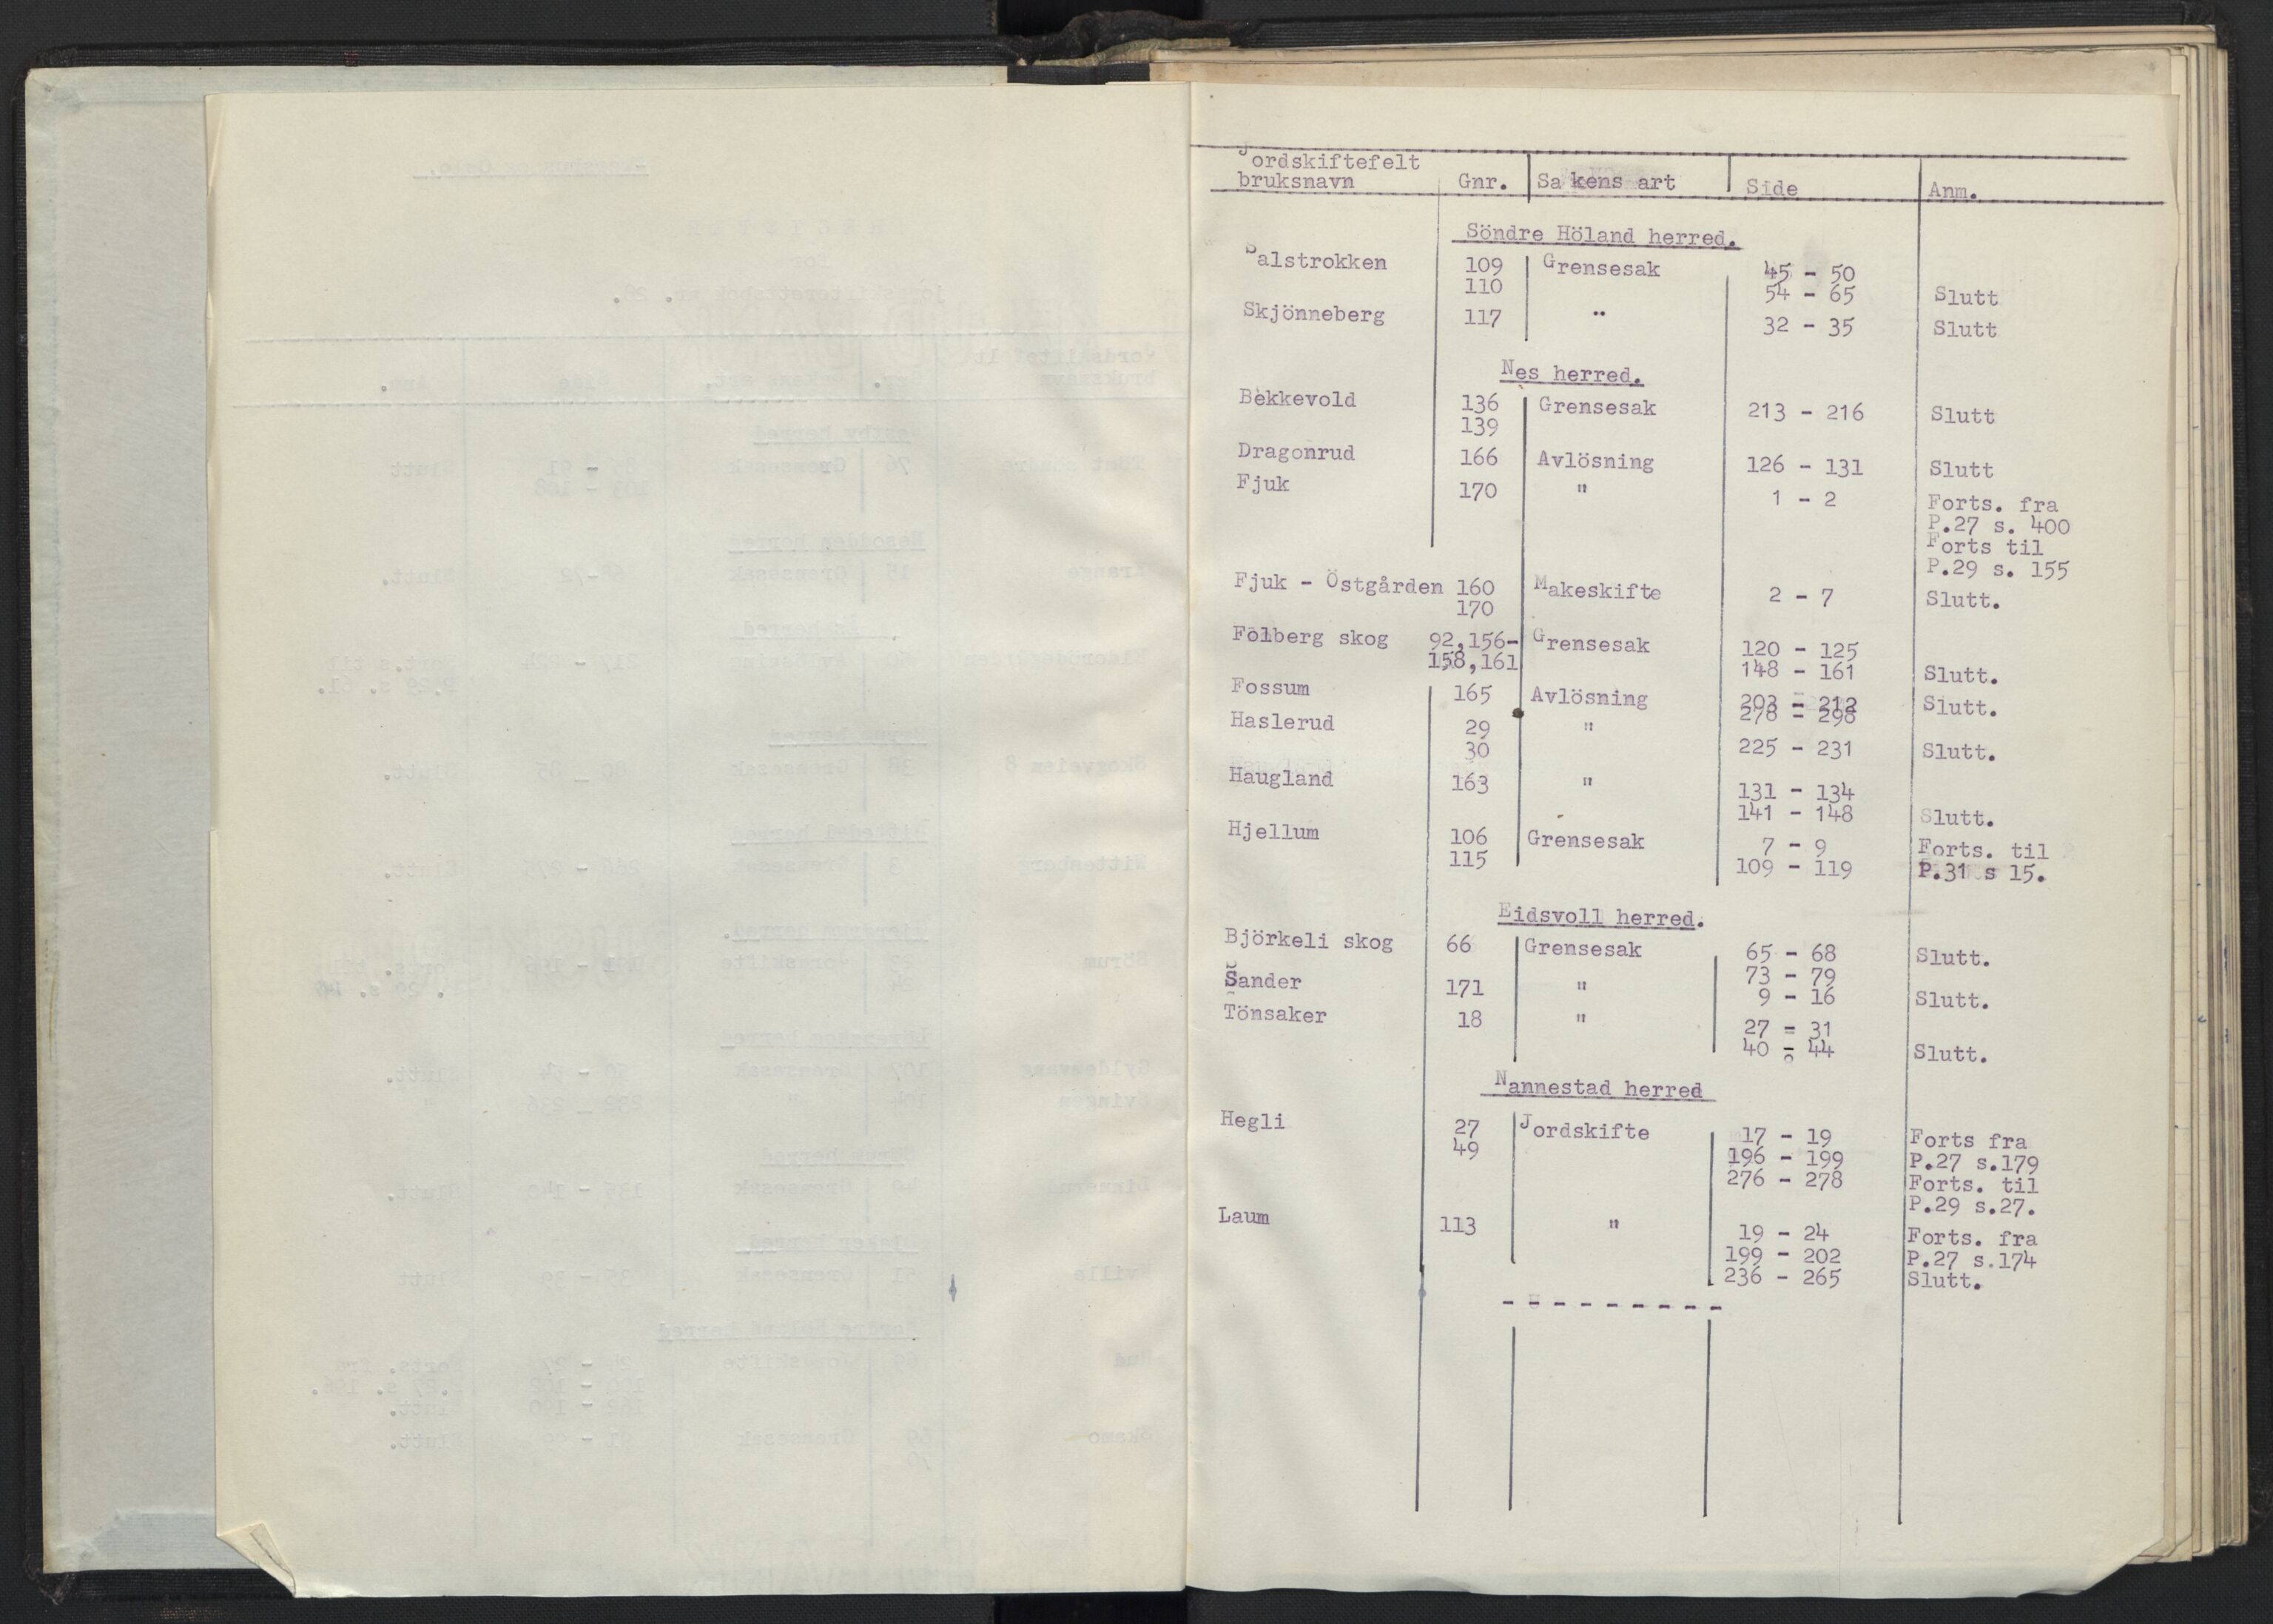 Jordskiftefelt
bruksnavn Gnr. Sakens art Side Anm.
Söndre Höland herred.
Balstrokken 109 Grensesak 45 - 50
110 54 - 65 Slutt
Skjönneberg 117 " 32 - 35 Slutt
Nes herred.
Bekkevold 136 Grensesak 213 - 216 Slutt
139
Dragonrud 166 Avlösning 126 - 131 Slutt
Fjuk 170 " 1 - 2 Forts. fra
P.27 s. 400
Forts til
P.29 s. 155
Fjuk - Östgården 160 Makeskifte 2 - 7 Slutt.
170
Fölberg skog 92,156- Grensesak 120 - 125
158,161 148 - 161 Slutt.
Fossum 165 Avlösning 203 - 212 Slutt.
278 - 298
Haslerud 29 "
30 225 - 231 Slutt.
Haugland 163 " 131 - 134
141 - 148 Slutt.
Hjellum 106 Grensesak 7 - 9 Forts. til
115 109 - 119 P.31 s 15.
Eidsvoll herred.
Björkeli skog 66 Grensesak 65 - 68 Slutt.
73 - 79
Sander 171 " 9 - 16 Slutt.
Tönsaker 18 " 27 - 31
40 - 44 Slutt.
Nannestad herred
Hegli 27 Jordskifte 17 - 19 Forts fra
49 196 - 199 P.27 s.179
276 - 278 Forts. til
P.29 s.27.
Laum 113 " 19 - 24 Forts. fra
199 - 202 P.27 s.174
236 - 265 Slutt.
- - - - - - - - -